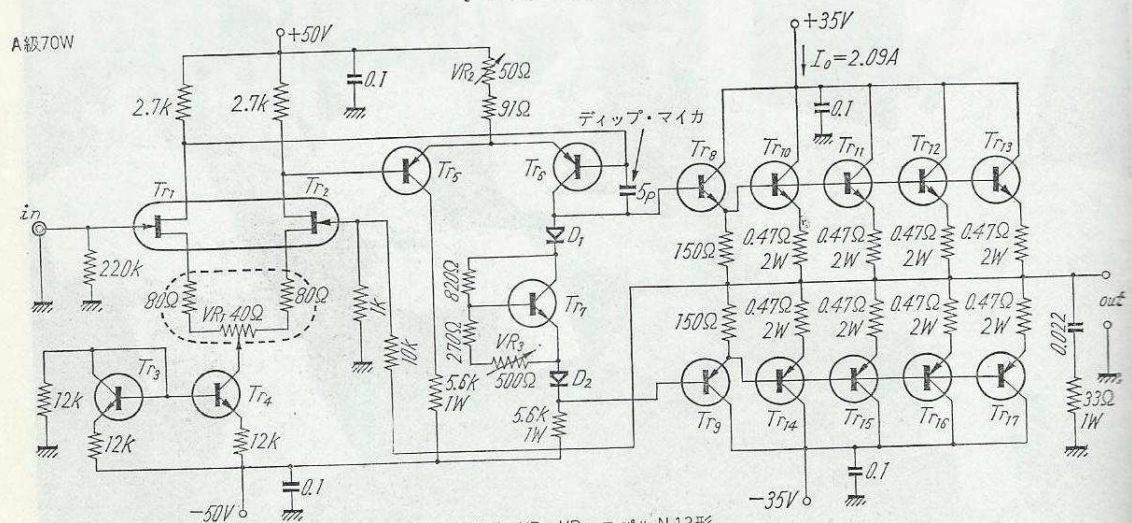 A級70W
+50V
+35V
I₀=2.09A
0.1
VR₂
50Ω
91Ω
2.7k
2.7k
0.1
ディップ・マイカ
Tr₁
Tr₂
Tr₅
Tr₆
5p
Tr₈
Tr₁₀
Tr₁₁
Tr₁₂
Tr₁₃
in
220k
D₁
150Ω
0.47Ω
2W
0.47Ω
2W
0.47Ω
2W
0.47Ω
2W
80Ω
80Ω
VR₁ 40Ω
1k
10k
820Ω
270Ω
Tr₇
VR₃
500Ω
D₂
150Ω
0.47Ω
2W
0.47Ω
2W
0.47Ω
2W
0.47Ω
2W
out
0.022
33Ω
1W
Tr₃
Tr₄
12k
12k
12k
5.6k
1W
5.6k
1W
Tr₉
Tr₁₄
Tr₁₅
Tr₁₆
Tr₁₇
0.1
-50V
0.1
-35V